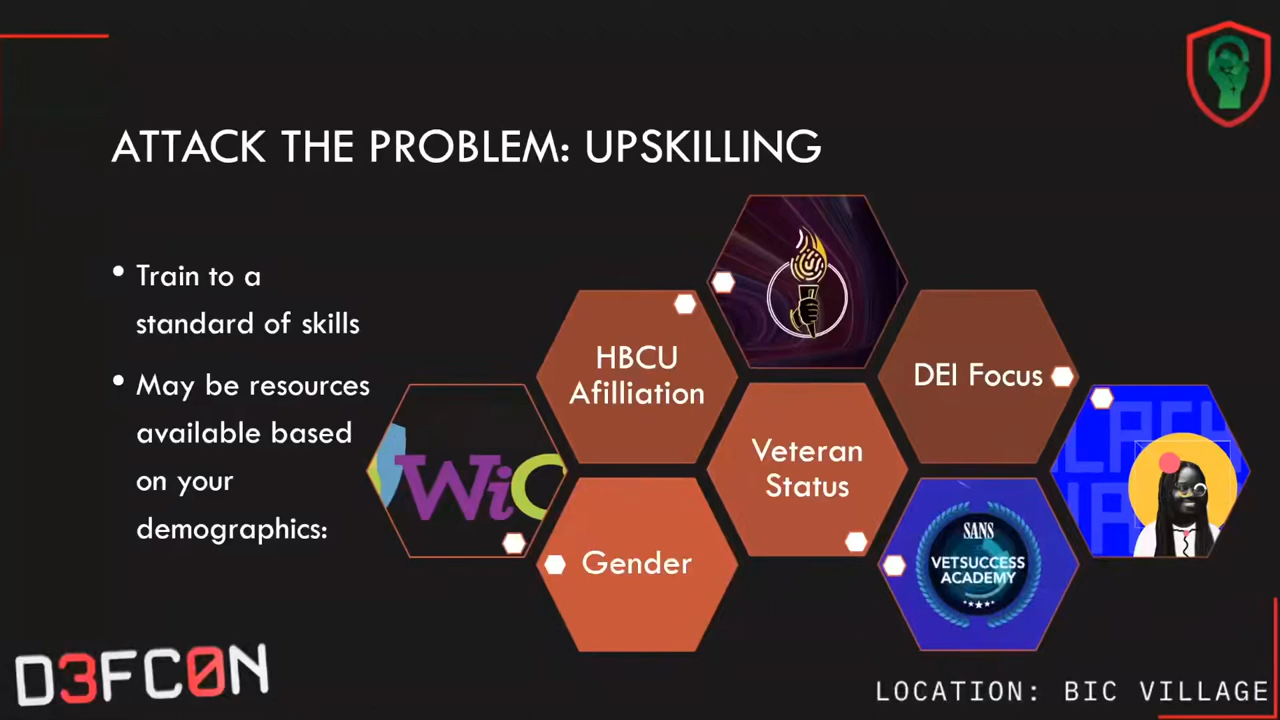 ATTACK THE PROBLEM: UPSKILLING
• Train to a
standard of skills
• May be resources
available based
on your
demographics:
HBCU
Afilliation
DEI Focus
Veteran
Status
WiC
Gender
SANS
VETSUCCESS
ACADEMY
D3FC0N
LOCATION: BIC VILLAGE